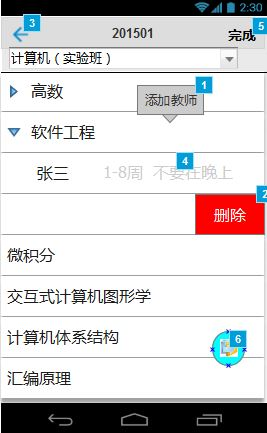 2:30
3
5
201501
完成
计算机（实验班）
高数
1
添加教师
软件工程
张三
1-8周 不要在晚上
4
2
删除
微积分
交互式计算机图形学
计算机体系结构
6
汇编原理